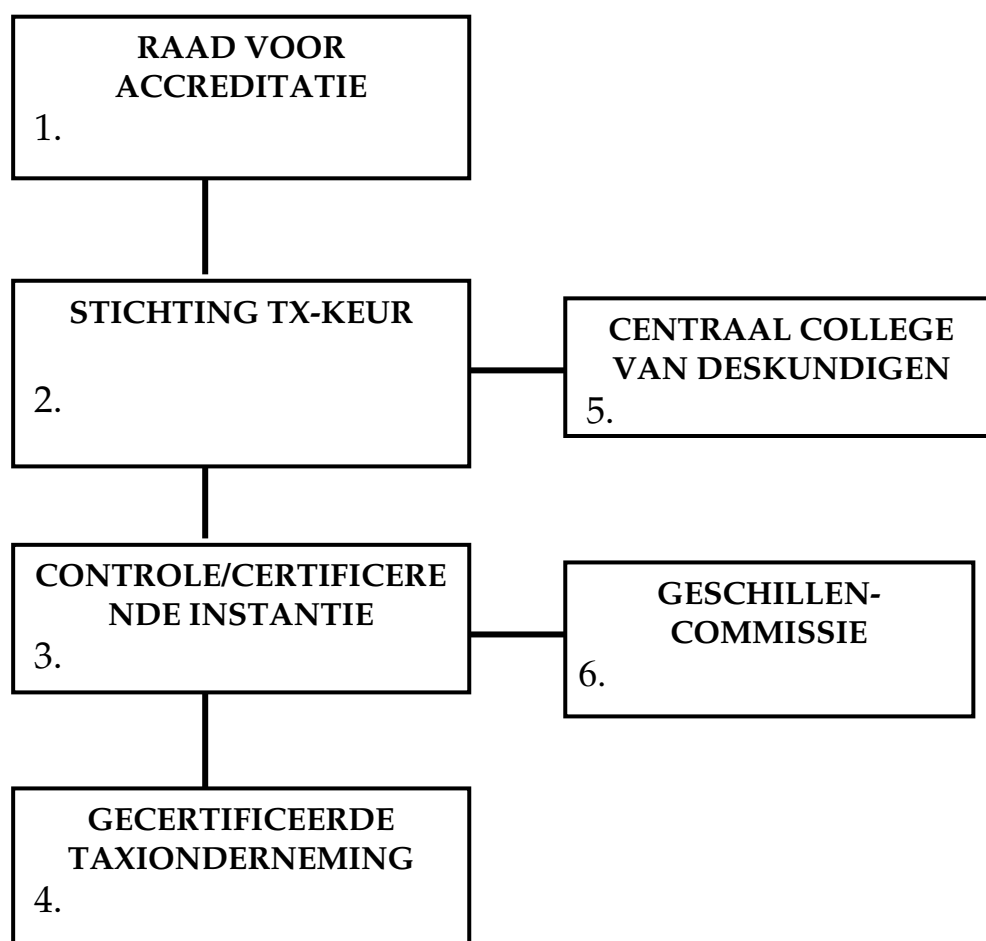 RAAD VOOR
ACCREDITATIE
1.
STICHTING TX-KEUR
2.
CENTRAAL COLLEGE
VAN DESKUNDIGEN
5.
CONTROLE/CERTIFICERE
NDE INSTANTIE
3.
GESCHILLEN-
COMMISSIE
6.
GECERTIFICEERDE
TAXIONDERNEMING
4.